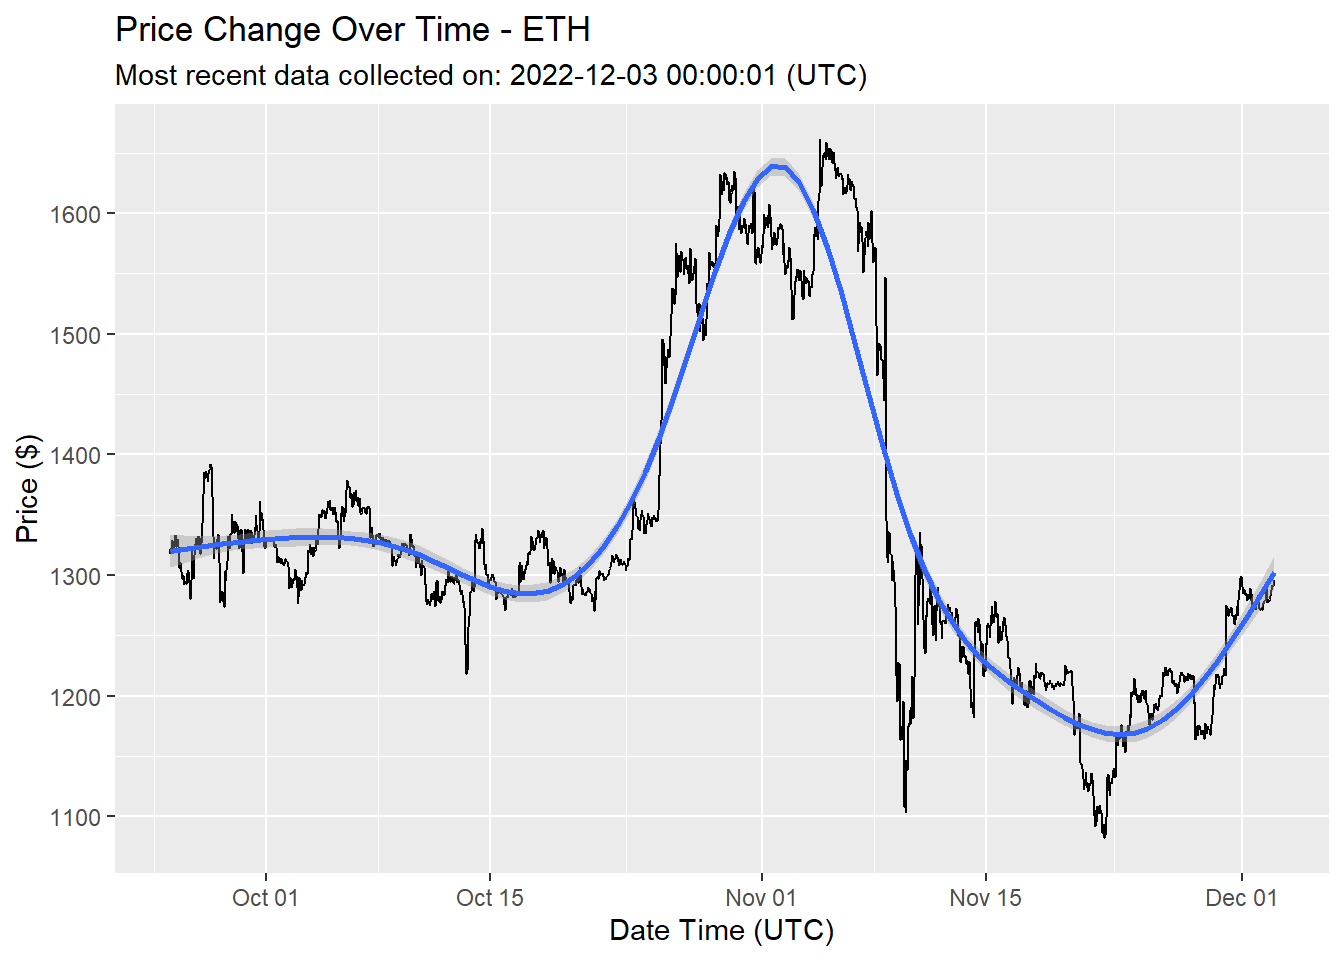 Price Change Over Time - ETH
Most recent data collected on: 2022-12-03 00:00:01 (UTC)
Price ($)
1600
1500
1400
1300
1200
1100
Oct 01
Oct 15
Nov 01
Nov 15
Dec 01
Date Time (UTC)